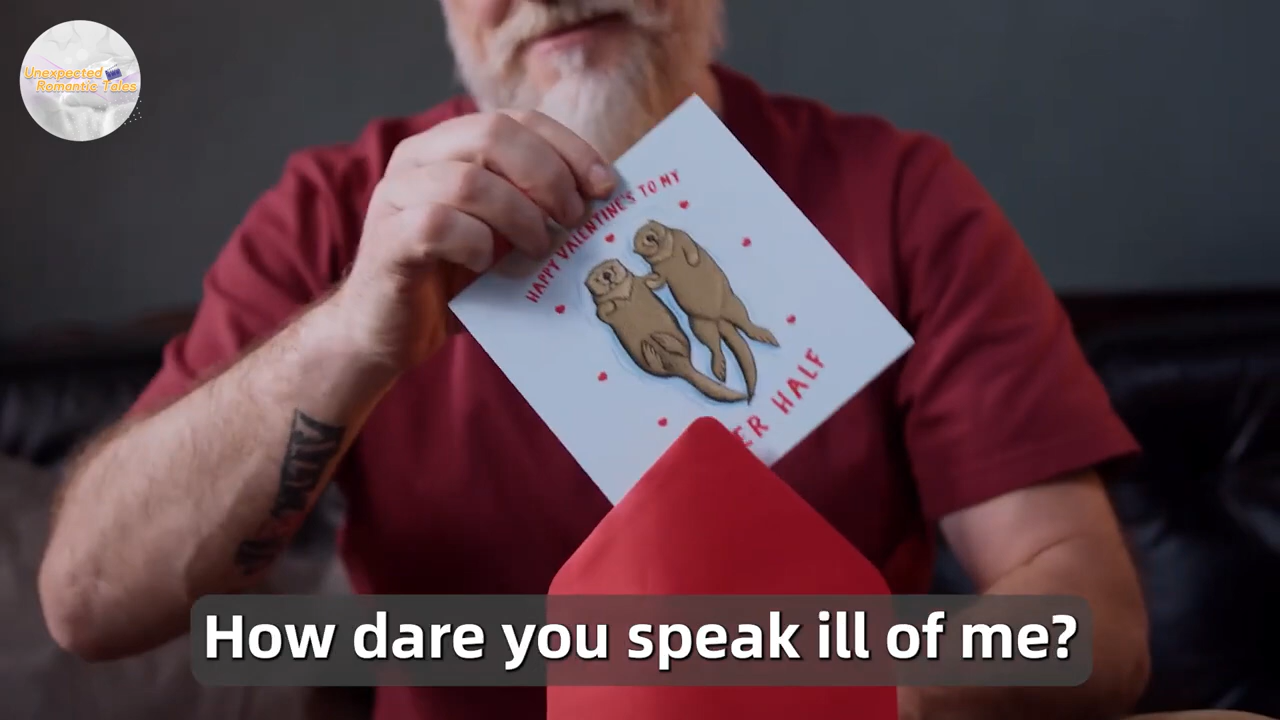 Unexpected
Romantic Tales
HAPPY VALENTINE'S TO MY
ER HALF
How dare you speak ill of me?